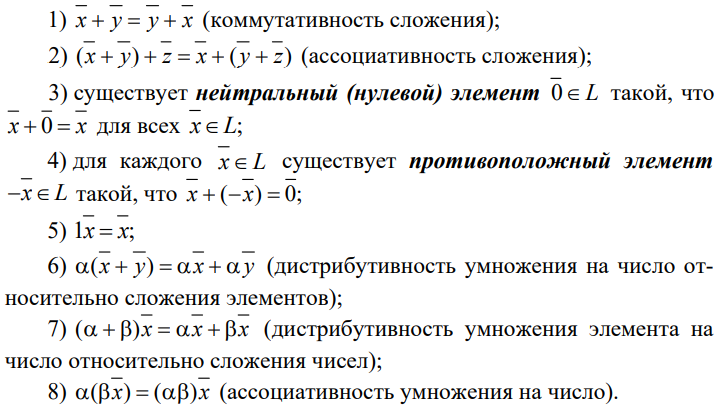 1) x̅ + y̅ = y̅ + x̅ (коммутативность сложения);
2) (x̅ + y̅) + z̅ = x̅ + (y̅ + z̅) (ассоциативность сложения);
3) существует нейтральный (нулевой) элемент 0̅ ∈ L такой, что
x̅ + 0̅ = x̅ для всех x̅ ∈ L;
4) для каждого x̅ ∈ L существует противоположный элемент
−x̅ ∈ L такой, что x̅ + (−x̅) = 0̅;
5) 1x̅ = x̅;
6) α(x̅ + y̅) = αx̅ + αy̅ (дистрибутивность умножения на число от-
носительно сложения элементов);
7) (α + β)x̅ = αx̅ + βx̅ (дистрибутивность умножения элемента на
число относительно сложения чисел);
8) α(βx̅) = (αβ)x̅ (ассоциативность умножения на число).